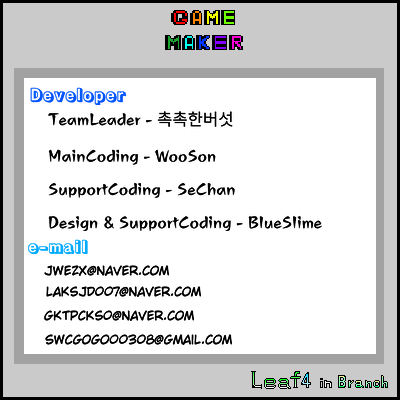 GAME
MAKER
Developer
TeamLeader - 촉촉한버섯
MainCoding - WooSon
SupportCoding - SeChan
Design & SupportCoding - BlueSlime
e-mail
JWEZX@NAVER.COM
LAKSJD007@NAVER.COM
GKTPCKSO@NAVER.COM
SWCGOGOOO308@GMAIL.COM
Leaf4 in Branch